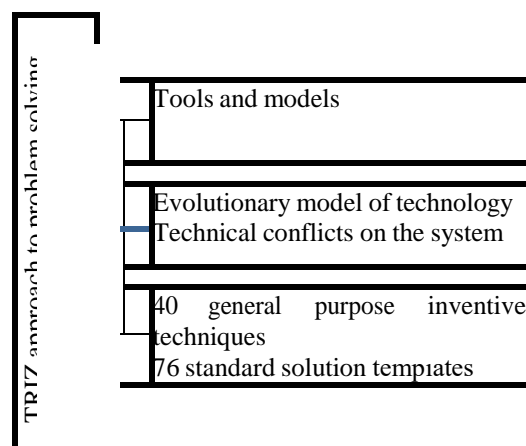 TRIZ approach to problem solving
Tools and models
Evolutionary model of technology
Technical conflicts on the system
40 general purpose inventive
techniques
76 standard solution templates